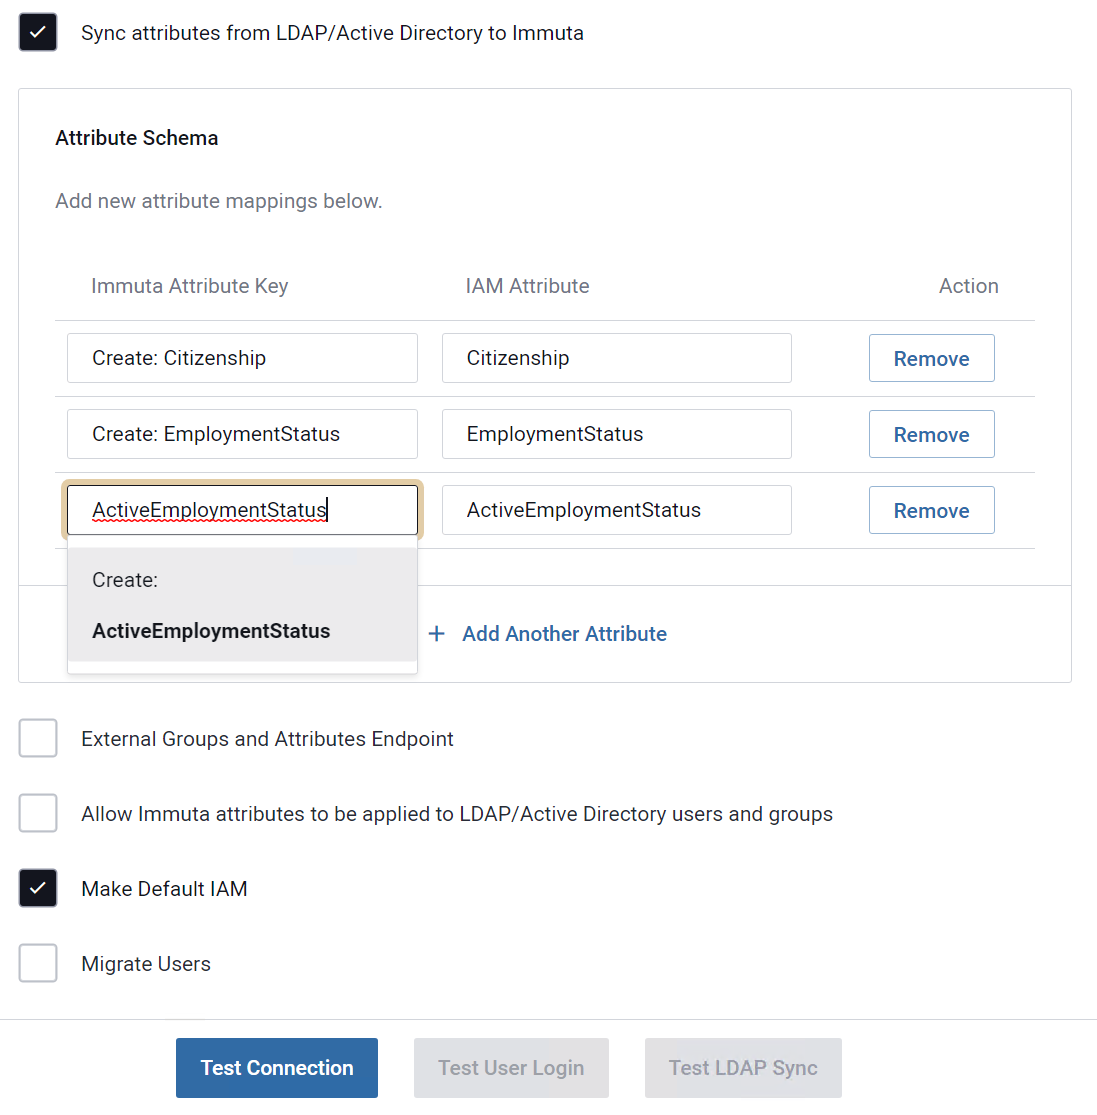 Sync attributes from LDAP/Active Directory to Immuta
Attribute Schema
Add new attribute mappings below.
Immuta Attribute Key IAM Attribute Action
Create: Citizenship Citizenship Remove
Create: EmploymentStatus EmploymentStatus Remove
ActiveEmploymentStatus ActiveEmploymentStatus Remove
Create:
ActiveEmploymentStatus
+ Add Another Attribute
External Groups and Attributes Endpoint
Allow Immuta attributes to be applied to LDAP/Active Directory users and groups
Make Default IAM
Migrate Users
Test Connection Test User Login Test LDAP Sync